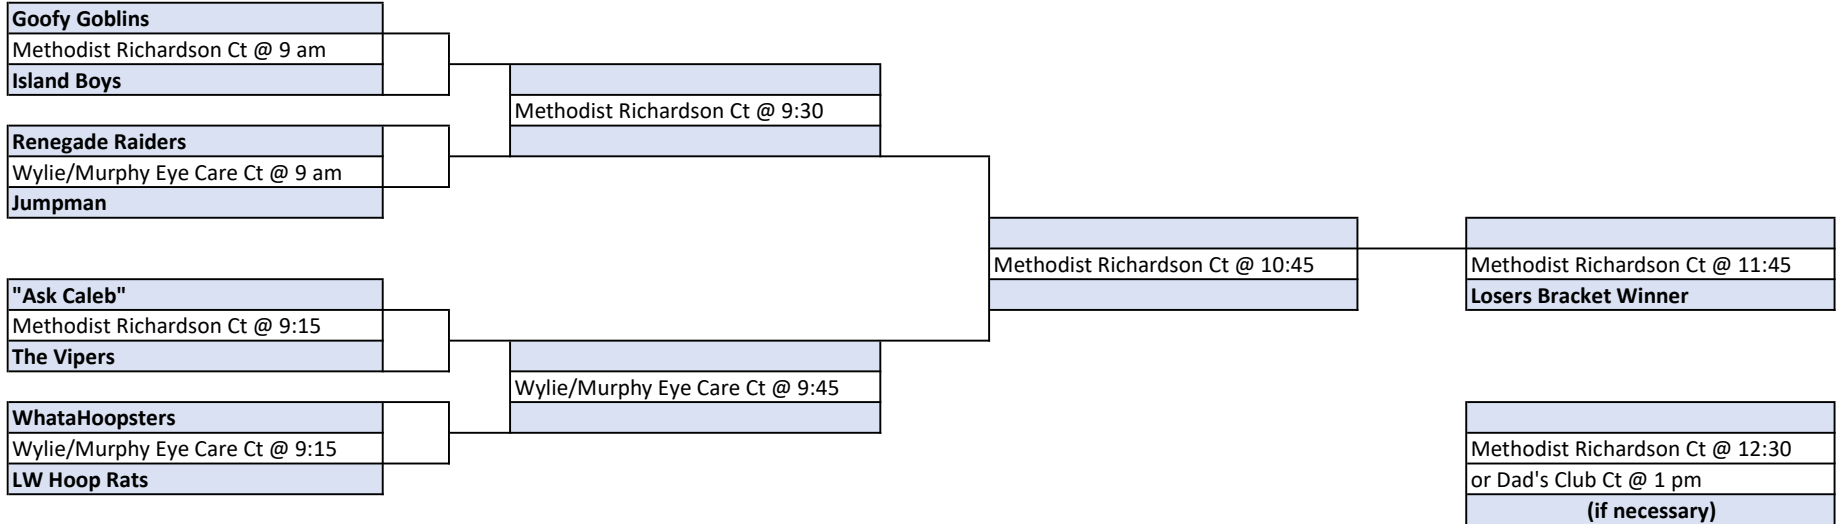 Goofy Goblins
Methodist Richardson Ct @ 9 am
Island Boys
Methodist Richardson Ct @ 9:30
Renegade Raiders
Wylie/Murphy Eye Care Ct @ 9 am
Jumpman
Methodist Richardson Ct @ 10:45
Methodist Richardson Ct @ 11:45
Losers Bracket Winner
"Ask Caleb"
Methodist Richardson Ct @ 9:15
The Vipers
Wylie/Murphy Eye Care Ct @ 9:45
WhataHoopsters
Wylie/Murphy Eye Care Ct @ 9:15
LW Hoop Rats
Methodist Richardson Ct @ 12:30
or Dad's Club Ct @ 1 pm
(if necessary)